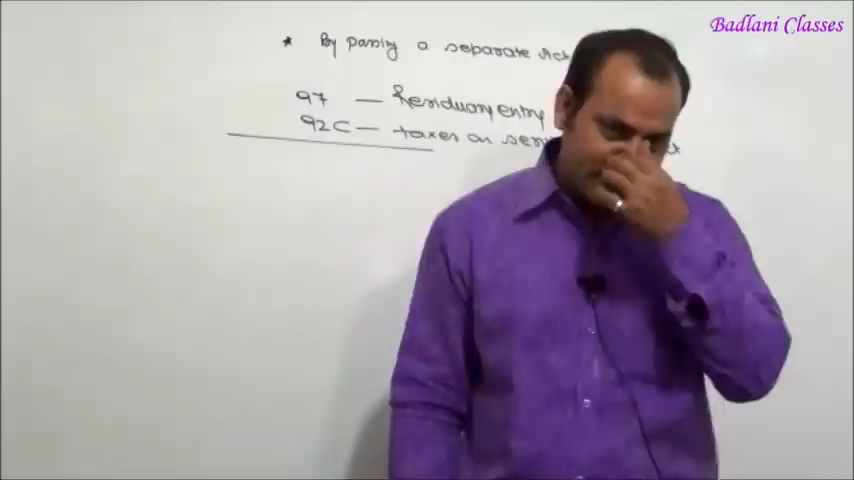 Badlani Classes
* By passing a separate Act
97 — Residuary entry
92C — taxes on